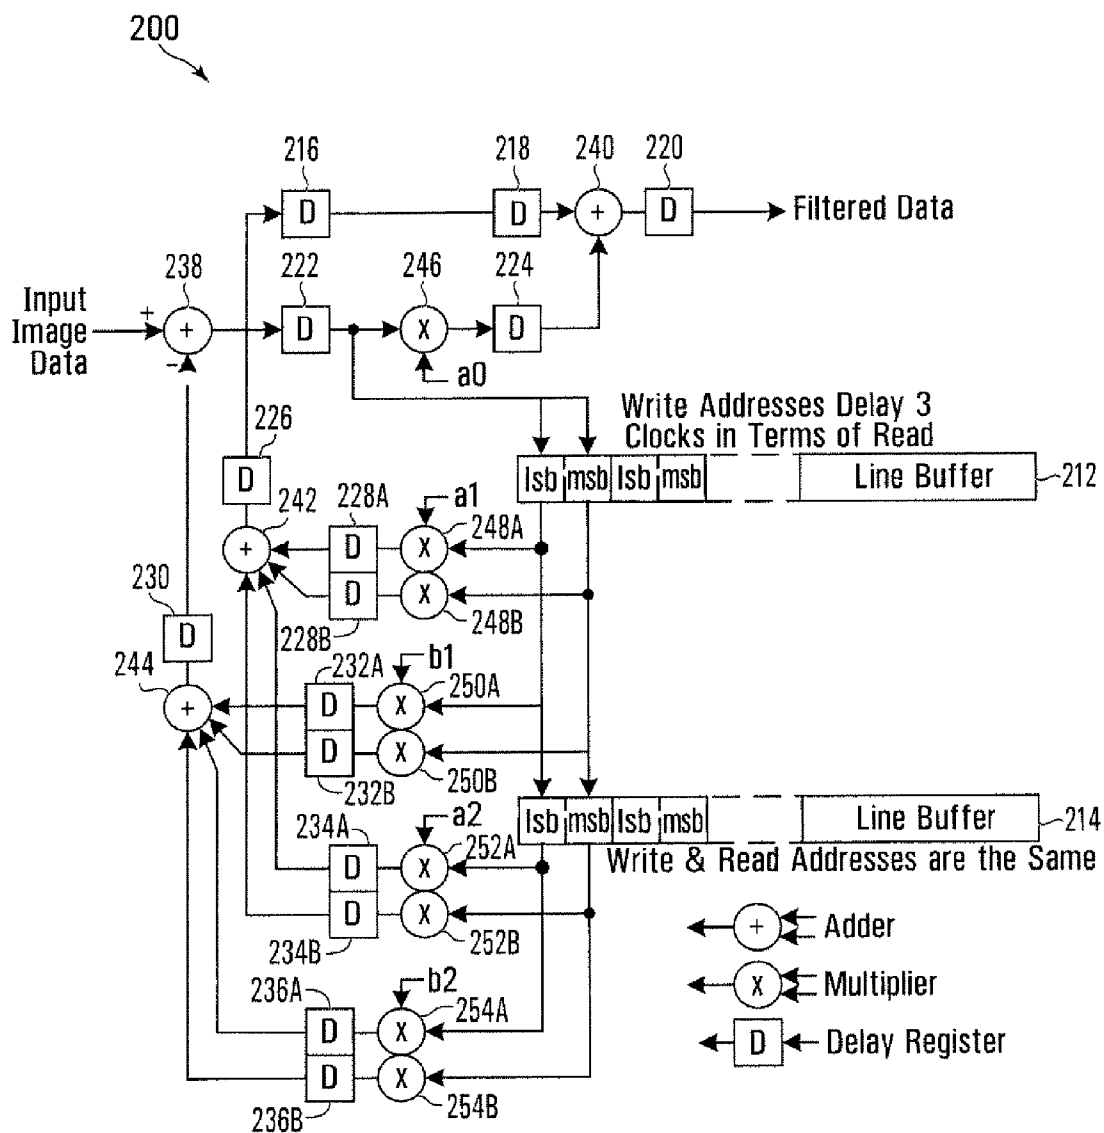 200
216
218
240
220
D
D
+
D
Filtered Data
238
222
246
224
Input
Image
Data
+
+
−
D
X
D
a0
Write Addresses Delay 3
Clocks in Terms of Read
226
D
lsb msb lsb msb
Line Buffer
212
242
228A
a1
248A
+
D
X
D
X
230
228B
248B
D
232A
b1
250A
244
+
D
X
D
X
232B
250B
lsb msb lsb msb
Line Buffer
214
234A
a2
252A
Write & Read Addresses are the Same
D
X
D
X
234B
252B
+
Adder
236A
b2
254A
X
Multiplier
D
X
D
Delay Register
D
X
236B
254B